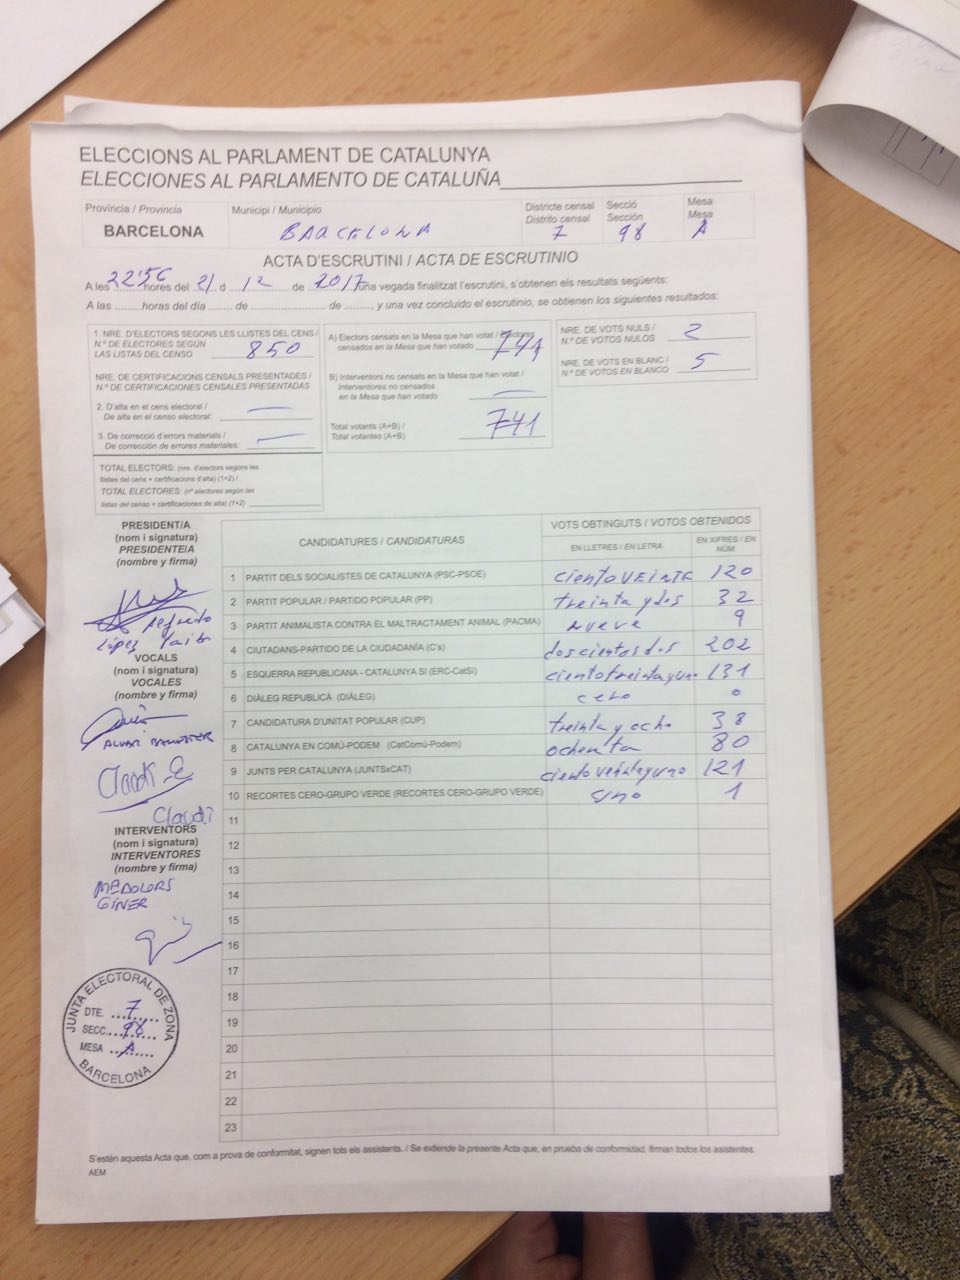 ELECCIONS AL PARLAMENT DE CATALUNYA
ELECCIONES AL PARLAMENTO DE CATALUÑA
Província / Provincia
BARCELONA
Municipi / Municipio
BARCELONA
Districte censal
Distrito censal
7
Secció
Sección
98
Mesa
Mesa
A
ACTA D'ESCRUTINI / ACTA DE ESCRUTINIO
A les 22'56 hores del 21 d 12 de 2017 una vegada finalitzat l'escrutini, s'obtenen els resultats següents:
A las .........horas del día ...... de ........................ de ........., y una vez concluido el escrutinio, se obtienen los siguientes resultados:
1. NRE. D'ELECTORS SEGONS LES LLISTES DEL CENS /
N.º DE ELECTORES SEGÚN
LAS LISTAS DEL CENSO 850
NRE. DE CERTIFICACIONS CENSALS PRESENTADES /
N.º DE CERTIFICACIONES CENSALES PRESENTADAS
2. D'alta en el cens electoral /
De alta en el censo electoral: —
3. De correcció d'errors materials /
De corrección de errores materiales: —
TOTAL ELECTORS: (nre. d'electors segons les
llistes del cens + certificacions d'alta) (1+2) /
TOTAL ELECTORES: (nº electores según las
listas del censo + certificaciones de alta) (1+2)
A) Electors censats en la Mesa que han votat / Electores
censados en la Mesa que han votado 741
B) Interventors no censats en la Mesa que han votat /
Interventores no censados
en la Mesa que han votado —
Total votants (A+B) /
Total votantes (A+B) 741
NRE. DE VOTS NULS /
N.º DE VOTOS NULOS 2
NRE. DE VOTS EN BLANC /
N.º DE VOTOS EN BLANCO 5
PRESIDENT/A
(nom i signatura)
PRESIDENTE/A
(nombre y firma)
Alfredo
López
VOCALS
(nom i signatura)
VOCALES
(nombre y firma)
ALVAR
Claudi
INTERVENTORS
(nom i signatura)
INTERVENTORES
(nombre y firma)
Mª DOLORS
GINER
JUNTA ELECTORAL DE ZONA
DTE. 7
SECC. 98
MESA A
BARCELONA
CANDIDATURES / CANDIDATURAS
VOTS OBTINGUTS / VOTOS OBTENIDOS
EN LLETRES / EN LETRA
EN XIFRES / EN
NÚM.
1 PARTIT DELS SOCIALISTES DE CATALUNYA (PSC-PSOE) ciento VEINTE 120
2 PARTIT POPULAR / PARTIDO POPULAR (PP) treinta y dos 32
3 PARTIT ANIMALISTA CONTRA EL MALTRACTAMENT ANIMAL (PACMA) nueve 9
4 CIUTADANS-PARTIDO DE LA CIUDADANÍA (C's) doscientos dos 202
5 ESQUERRA REPUBLICANA - CATALUNYA SÍ (ERC-CatSí) ciento treinta y uno 131
6 DIÀLEG REPUBLICÀ (DIÀLEG) cero 0
7 CANDIDATURA D'UNITAT POPULAR (CUP) treinta y ocho 38
8 CATALUNYA EN COMÚ-PODEM (CatComú-Podem) ochenta 80
9 JUNTS PER CATALUNYA (JUNTSxCAT) ciento veintiyuno 121
10 RECORTES CERO-GRUPO VERDE (RECORTES CERO-GRUPO VERDE) uno 1
11
12
13
14
15
16
17
18
19
20
21
22
23
S'estén aquesta Acta que, com a prova de conformitat, signen tots els assistents. / Se extiende la presente Acta que, en prueba de conformidad, firman todos los asistentes.
AEM